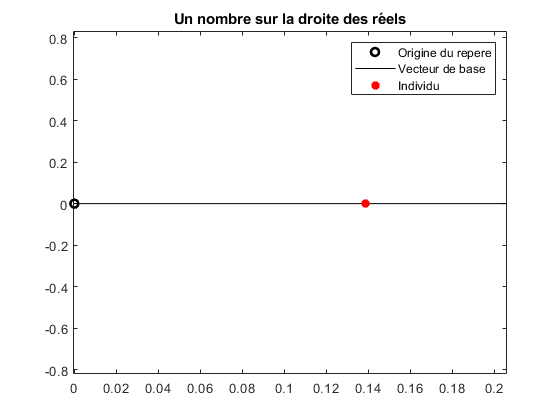 Un nombre sur la droite des réels
Origine du repere
Vecteur de base
Individu
0.8
0.6
0.4
0.2
0
-0.2
-0.4
-0.6
-0.8
0 0.02 0.04 0.06 0.08 0.1 0.12 0.14 0.16 0.18 0.2